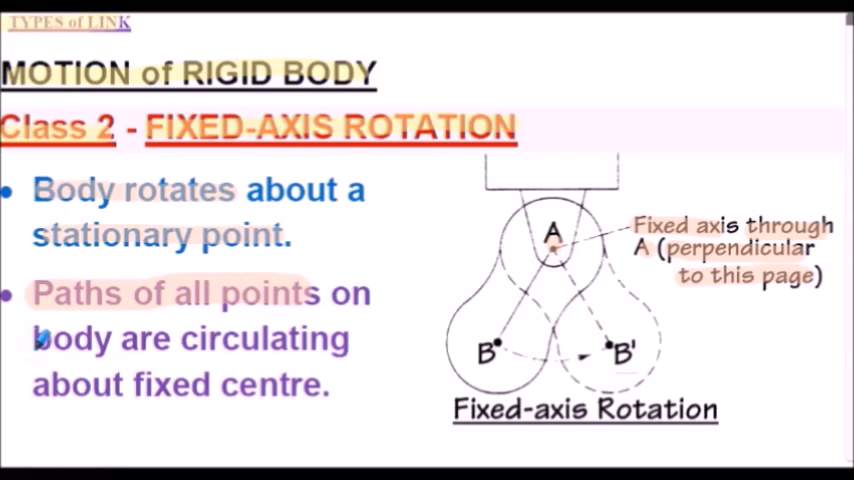 TYPES of LINK
MOTION of RIGID BODY
Class 2 - FIXED-AXIS ROTATION
• Body rotates about a
stationary point.
• Paths of all points on
body are circulating
about fixed centre.
A
Fixed axis through
A (perpendicular
to this page)
B
B'
Fixed-axis Rotation